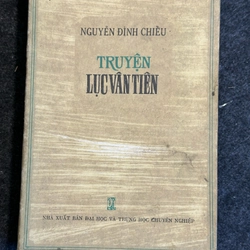 NGUYỄN ĐÌNH CHIỂU
TRUYỆN
LỤC VÂN TIÊN
NHÀ XUẤT BẢN ĐẠI HỌC VÀ TRUNG HỌC CHUYÊN NGHIỆP